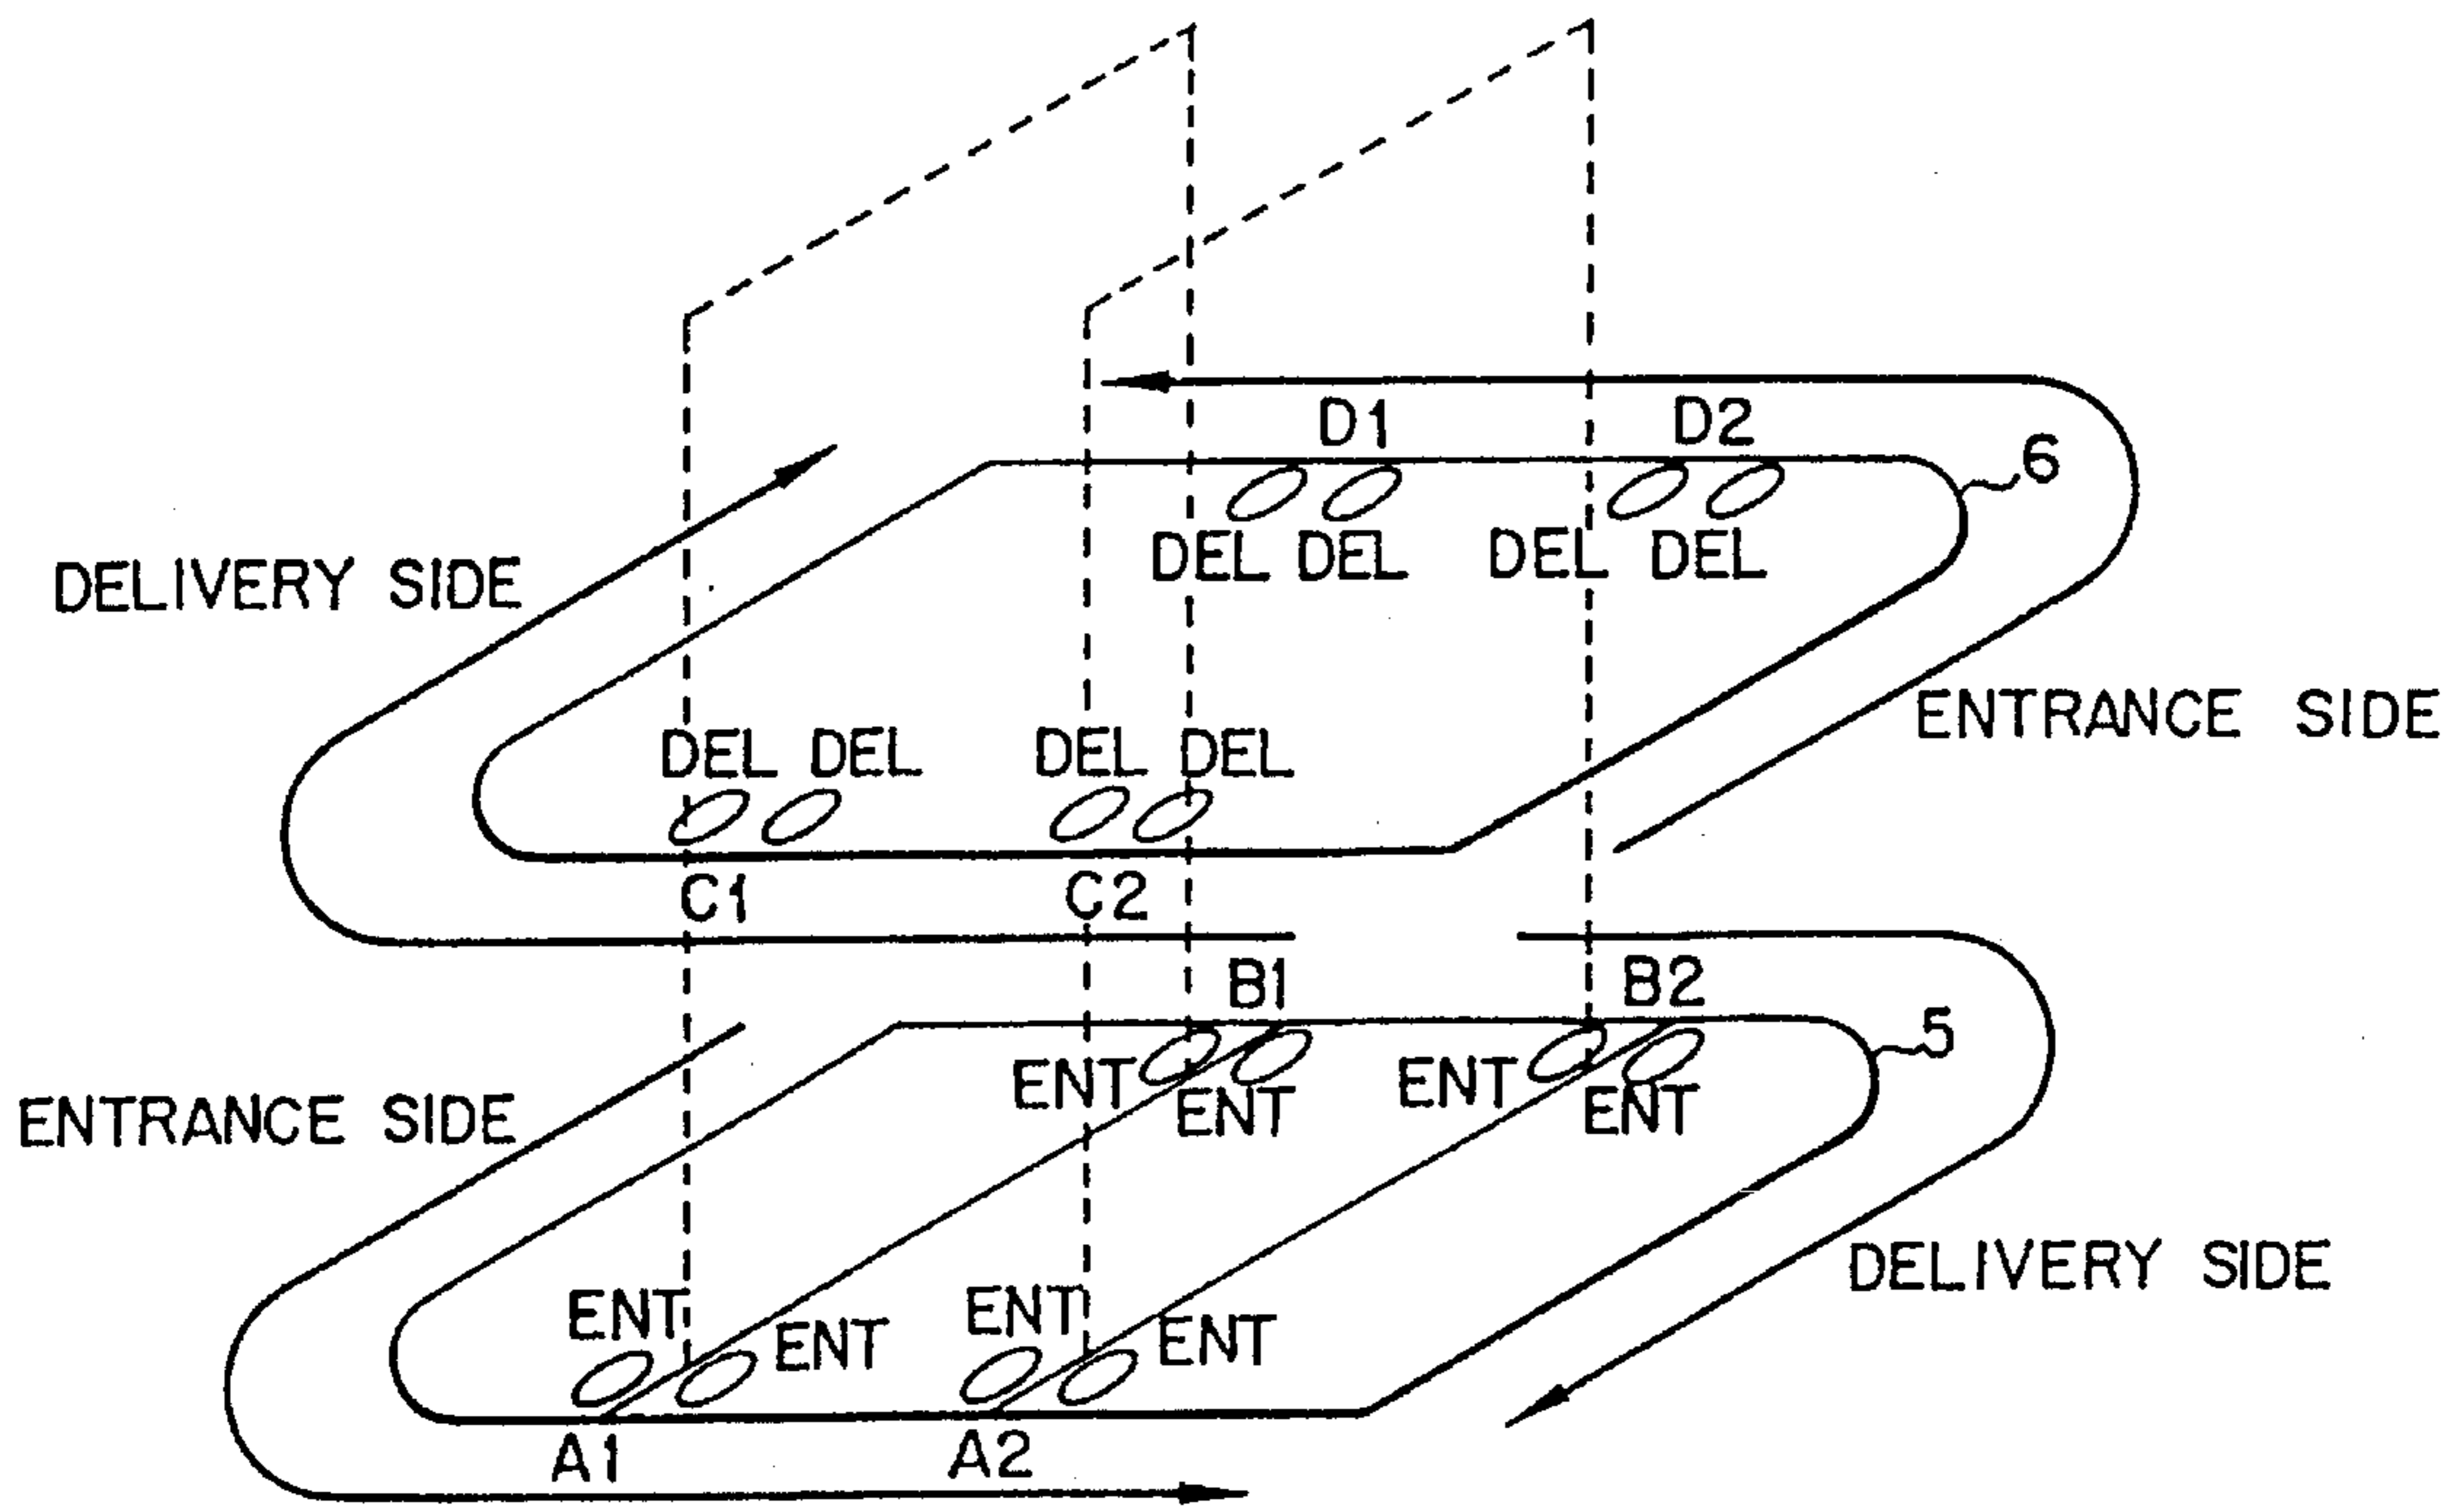 D1 D2
6
DEL DEL DEL DEL
DELIVERY SIDE
ENTRANCE SIDE
DEL DEL DEL DEL
C1 C2
B1 B2
5
ENT ENT
ENT ENT
ENTRANCE SIDE
DELIVERY SIDE
ENT ENT
ENT ENT
A1 A2